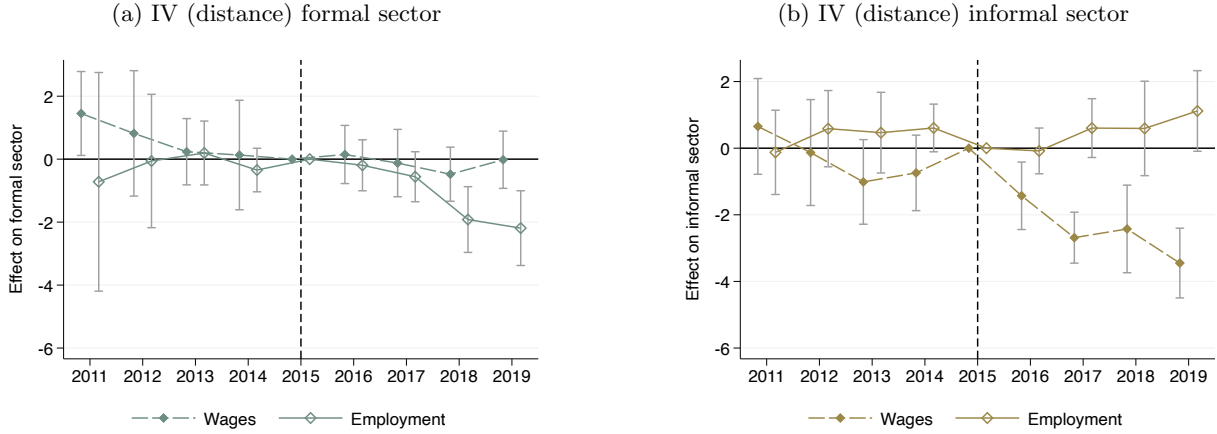 (a) IV (distance) formal sector
Effect on formal sector
2
0
-2
-4
-6
2011 2012 2013 2014 2015 2016 2017 2018 2019
Wages Employment
(b) IV (distance) informal sector
Effect on informal sector
2
0
-2
-4
-6
2011 2012 2013 2014 2015 2016 2017 2018 2019
Wages Employment